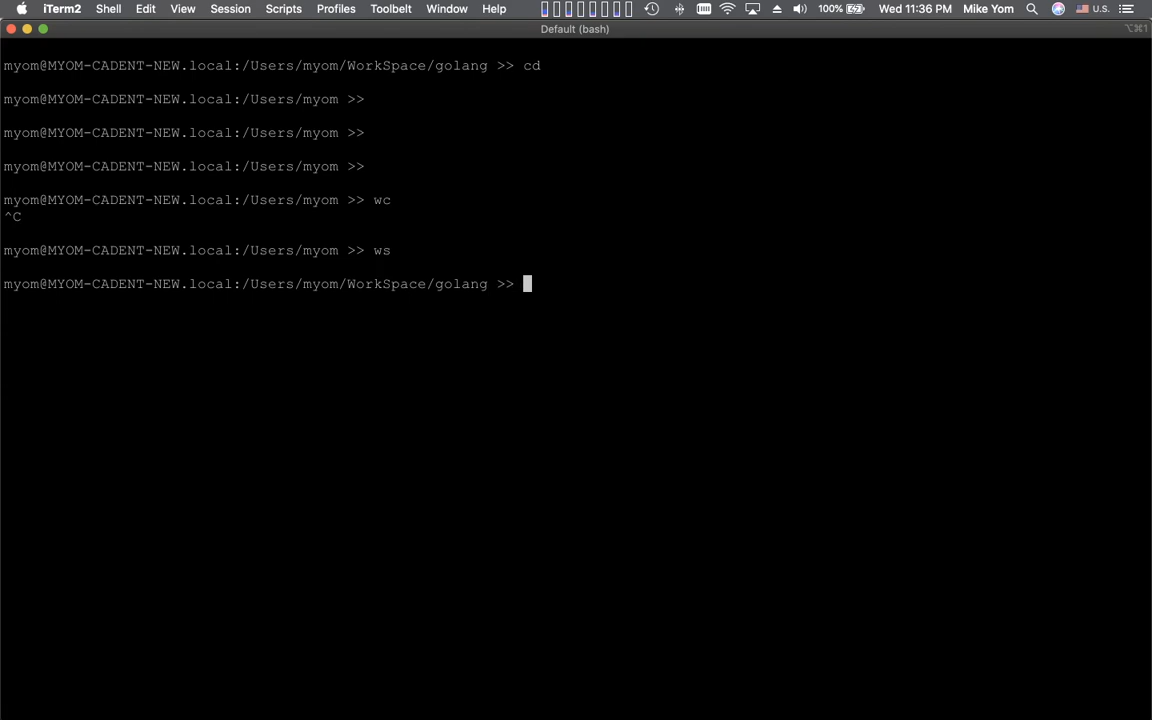 iTerm2 Shell Edit View Session Scripts Profiles Toolbelt Window Help 100% Wed 11:36 PM Mike Yom U.S.
Default (bash) ⌥⌘1
myom@MYOM-CADENT-NEW.local:/Users/myom/WorkSpace/golang >> cd
myom@MYOM-CADENT-NEW.local:/Users/myom >>
myom@MYOM-CADENT-NEW.local:/Users/myom >>
myom@MYOM-CADENT-NEW.local:/Users/myom >>
myom@MYOM-CADENT-NEW.local:/Users/myom >> wc
^C
myom@MYOM-CADENT-NEW.local:/Users/myom >> ws
myom@MYOM-CADENT-NEW.local:/Users/myom/WorkSpace/golang >>